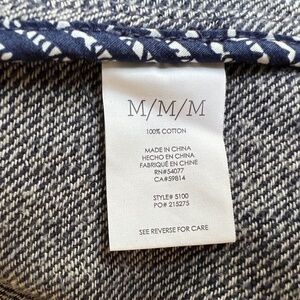 M/M/M
100% COTTON
MADE IN CHINA
HECHO EN CHINA
FABRIQUÉ EN CHINE
RN#54077
CA#59814
STYLE# 5100
PO# 215275
SEE REVERSE FOR CARE.